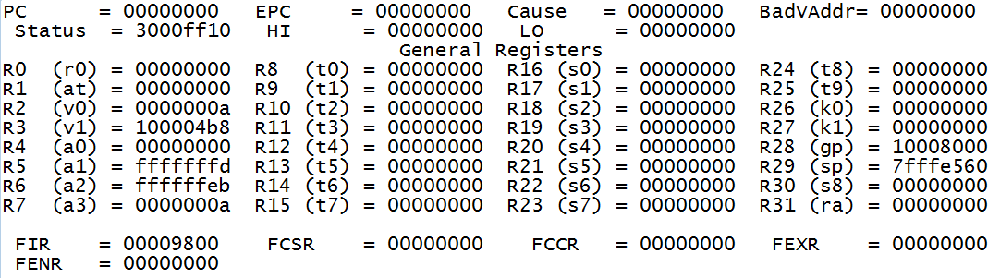 PC      = 00000000   EPC     = 00000000   Cause   = 00000000   BadVAddr= 00000000
 Status  = 3000ff10   HI      = 00000000   LO      = 00000000
General Registers
R0  (r0) = 00000000  R8  (t0) = 00000000  R16 (s0) = 00000000  R24 (t8) = 00000000
R1  (at) = 00000000  R9  (t1) = 00000000  R17 (s1) = 00000000  R25 (t9) = 00000000
R2  (v0) = 0000000a  R10 (t2) = 00000000  R18 (s2) = 00000000  R26 (k0) = 00000000
R3  (v1) = 100004b8  R11 (t3) = 00000000  R19 (s3) = 00000000  R27 (k1) = 00000000
R4  (a0) = 00000000  R12 (t4) = 00000000  R20 (s4) = 00000000  R28 (gp) = 10008000
R5  (a1) = fffffffd  R13 (t5) = 00000000  R21 (s5) = 00000000  R29 (sp) = 7fffe560
R6  (a2) = ffffffeb  R14 (t6) = 00000000  R22 (s6) = 00000000  R30 (s8) = 00000000
R7  (a3) = 0000000a  R15 (t7) = 00000000  R23 (s7) = 00000000  R31 (ra) = 00000000
 FIR    = 00009800    FCSR    = 00000000    FCCR   = 00000000   FEXR   = 00000000
 FENR   = 00000000